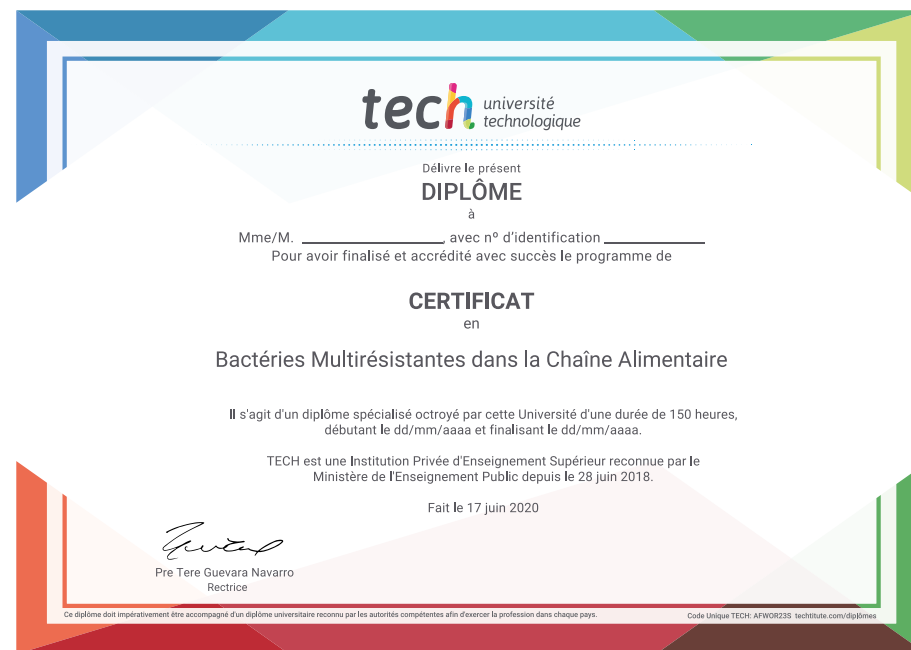 tech université
technologique
Délivre le présent
DIPLÔME
à
Mme/M. ____________, avec nº d'identification ____________
Pour avoir finalisé et accrédité avec succès le programme de
CERTIFICAT
en
Bactéries Multirésistantes dans la Chaîne Alimentaire
Il s'agit d'un diplôme spécialisé octroyé par cette Université d'une durée de 150 heures,
débutant le dd/mm/aaaa et finalisant le dd/mm/aaaa.
TECH est une Institution Privée d'Enseignement Supérieur reconnue par le
Ministère de l'Enseignement Public depuis le 28 juin 2018.
Fait le 17 juin 2020
Pre Tere Guevara Navarro
Rectrice
Ce diplôme doit impérativement être accompagné d'un diplôme universitaire reconnu par les autorités compétentes afin d'exercer la profession dans chaque pays.
Code Unique TECH: AFWOR23S techtitute.com/diplômes